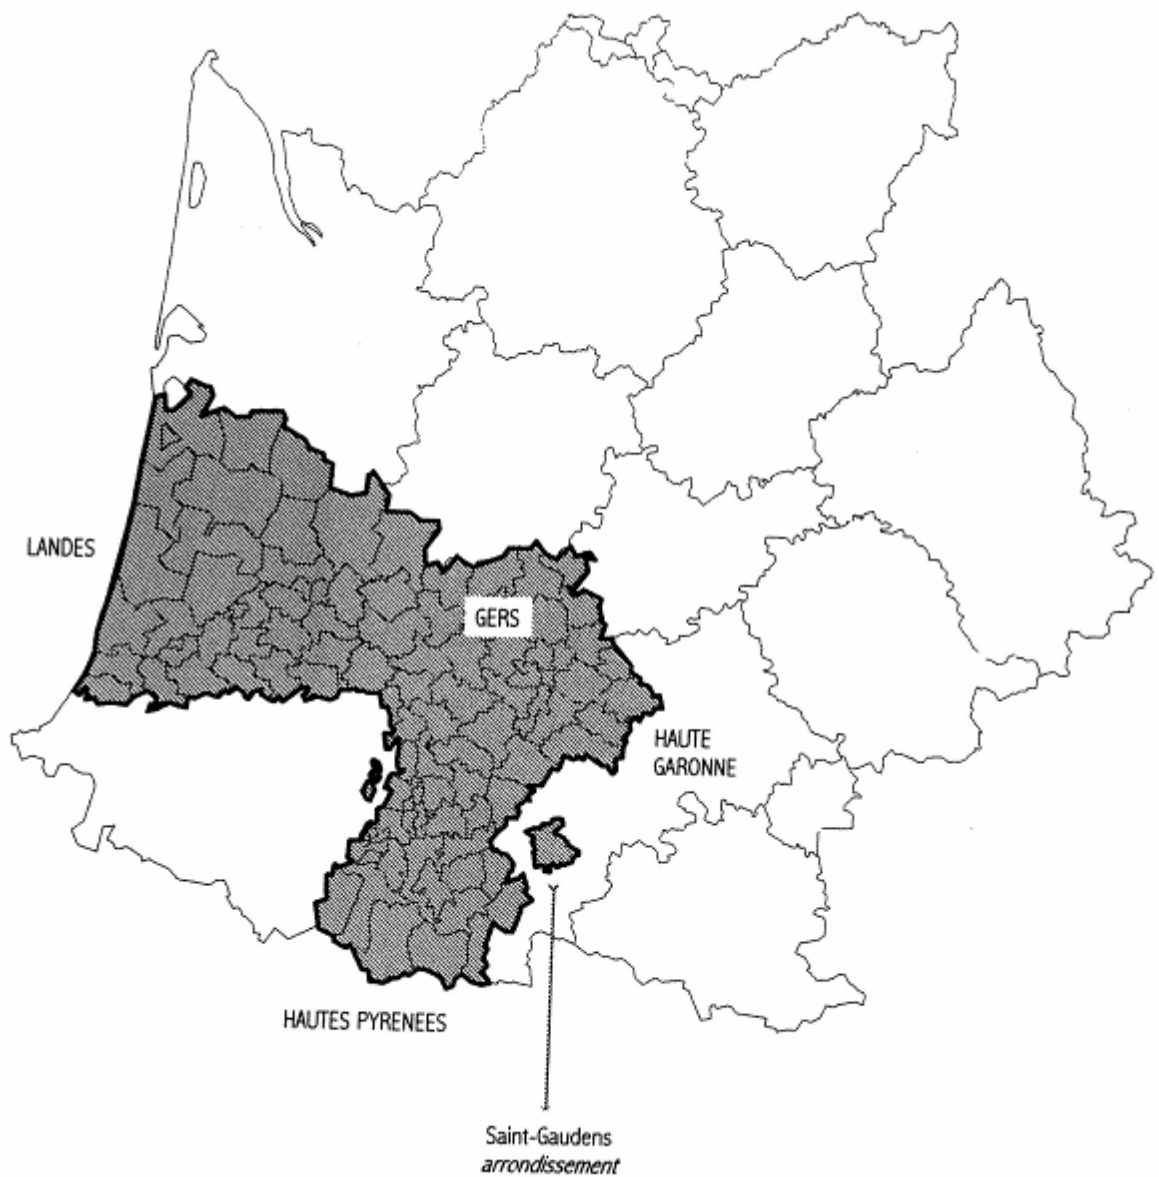 LANDES
GERS
HAUTE
GARONNE
HAUTES PYRENEES
Saint-Gaudens
arrondissement